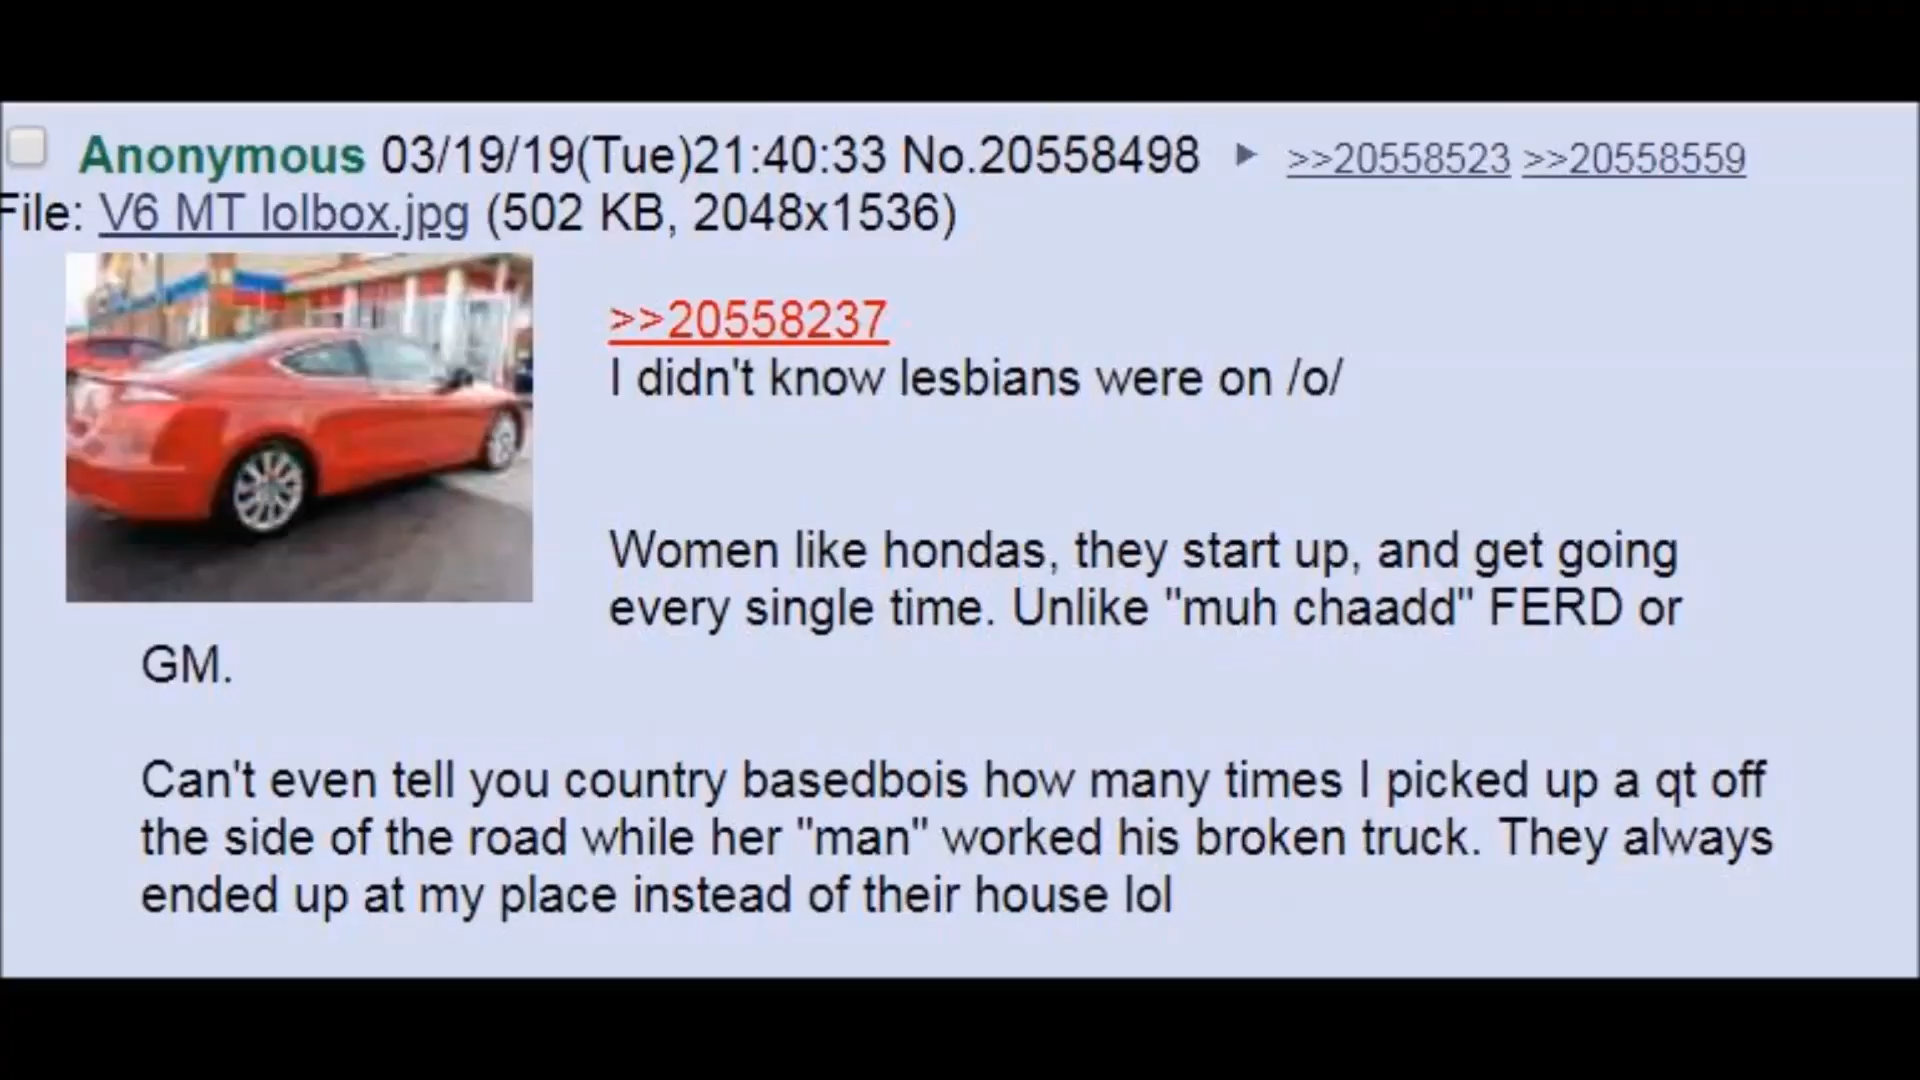 Anonymous 03/19/19(Tue)21:40:33 No.20558498 ▶ >>20558523 >>20558559
File: V6 MT lolbox.jpg (502 KB, 2048x1536)
>>20558237
I didn't know lesbians were on /o/
Women like hondas, they start up, and get going
every single time. Unlike "muh chaadd" FERD or
GM.
Can't even tell you country basedbois how many times I picked up a qt off
the side of the road while her "man" worked his broken truck. They always
ended up at my place instead of their house lol